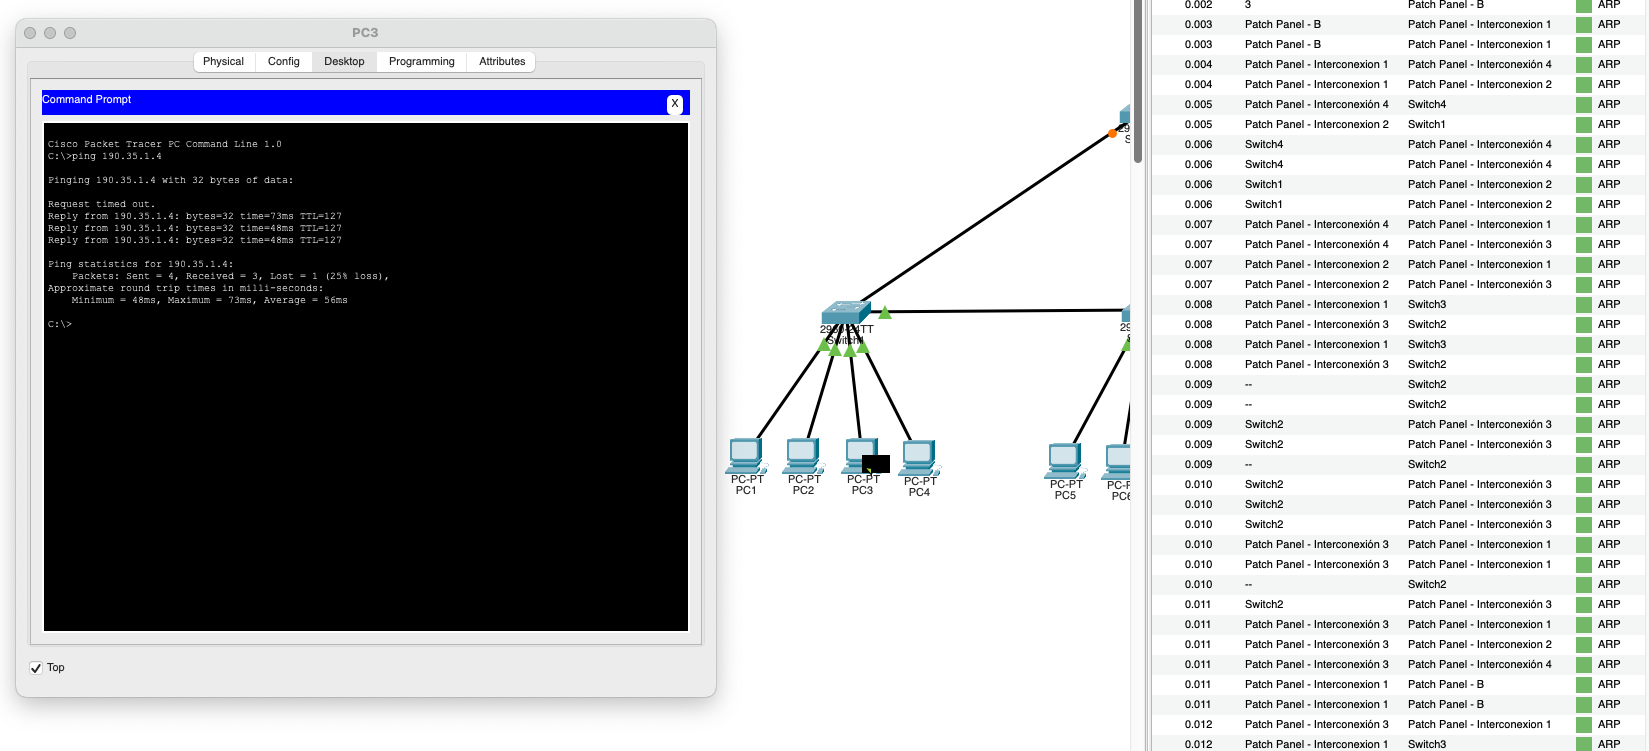 PC3
Physical Config Desktop Programming Attributes
Command Prompt
X
Cisco Packet Tracer PC Command Line 1.0
C:\>ping 190.35.1.4
Pinging 190.35.1.4 with 32 bytes of data:
Request timed out.
Reply from 190.35.1.4: bytes=32 time=73ms TTL=127
Reply from 190.35.1.4: bytes=32 time=48ms TTL=127
Reply from 190.35.1.4: bytes=32 time=48ms TTL=127
Ping statistics for 190.35.1.4:
Packets: Sent = 4, Received = 3, Lost = 1 (25% loss),
Approximate round trip times in milli-seconds:
Minimum = 48ms, Maximum = 73ms, Average = 56ms
C:\>
Top
29
S
PC-PT
PC1
PC-PT
PC2
PC-PT
PC3
PC-PT
PC4
PC-PT
PC5
0.002 3 Patch Panel - B ARP
0.003 Patch Panel - B Patch Panel - Interconexion 1 ARP
0.003 Patch Panel - B Patch Panel - Interconexion 1 ARP
0.004 Patch Panel - Interconexion 1 Patch Panel - Interconexión 4 ARP
0.004 Patch Panel - Interconexion 1 Patch Panel - Interconexion 2 ARP
0.005 Patch Panel - Interconexión 4 Switch4 ARP
0.005 Patch Panel - Interconexion 2 Switch1 ARP
0.006 Switch4 Patch Panel - Interconexión 4 ARP
0.006 Switch4 Patch Panel - Interconexión 4 ARP
0.006 Switch1 Patch Panel - Interconexion 2 ARP
0.006 Switch1 Patch Panel - Interconexion 2 ARP
0.007 Patch Panel - Interconexión 4 Patch Panel - Interconexion 1 ARP
0.007 Patch Panel - Interconexión 4 Patch Panel - Interconexión 3 ARP
0.007 Patch Panel - Interconexion 2 Patch Panel - Interconexion 1 ARP
0.007 Patch Panel - Interconexion 2 Patch Panel - Interconexión 3 ARP
0.008 Patch Panel - Interconexion 1 Switch3 ARP
0.008 Patch Panel - Interconexión 3 Switch2 ARP
0.008 Patch Panel - Interconexion 1 Switch3 ARP
0.008 Patch Panel - Interconexión 3 Switch2 ARP
0.009 -- Switch2 ARP
0.009 -- Switch2 ARP
0.009 Switch2 Patch Panel - Interconexión 3 ARP
0.009 Switch2 Patch Panel - Interconexión 3 ARP
0.009 -- Switch2 ARP
0.010 Switch2 Patch Panel - Interconexión 3 ARP
0.010 Switch2 Patch Panel - Interconexión 3 ARP
0.010 Switch2 Patch Panel - Interconexión 3 ARP
0.010 Patch Panel - Interconexión 3 Patch Panel - Interconexion 1 ARP
0.010 Patch Panel - Interconexión 3 Patch Panel - Interconexion 1 ARP
0.010 -- Switch2 ARP
0.011 Switch2 Patch Panel - Interconexión 3 ARP
0.011 Patch Panel - Interconexión 3 Patch Panel - Interconexion 1 ARP
0.011 Patch Panel - Interconexión 3 Patch Panel - Interconexion 2 ARP
0.011 Patch Panel - Interconexión 3 Patch Panel - Interconexión 4 ARP
0.011 Patch Panel - Interconexion 1 Patch Panel - B ARP
0.011 Patch Panel - Interconexion 1 Patch Panel - B ARP
0.012 Patch Panel - Interconexión 3 Patch Panel - Interconexion 1 ARP
0.012 Patch Panel - Interconexion 1 Switch3 ARP